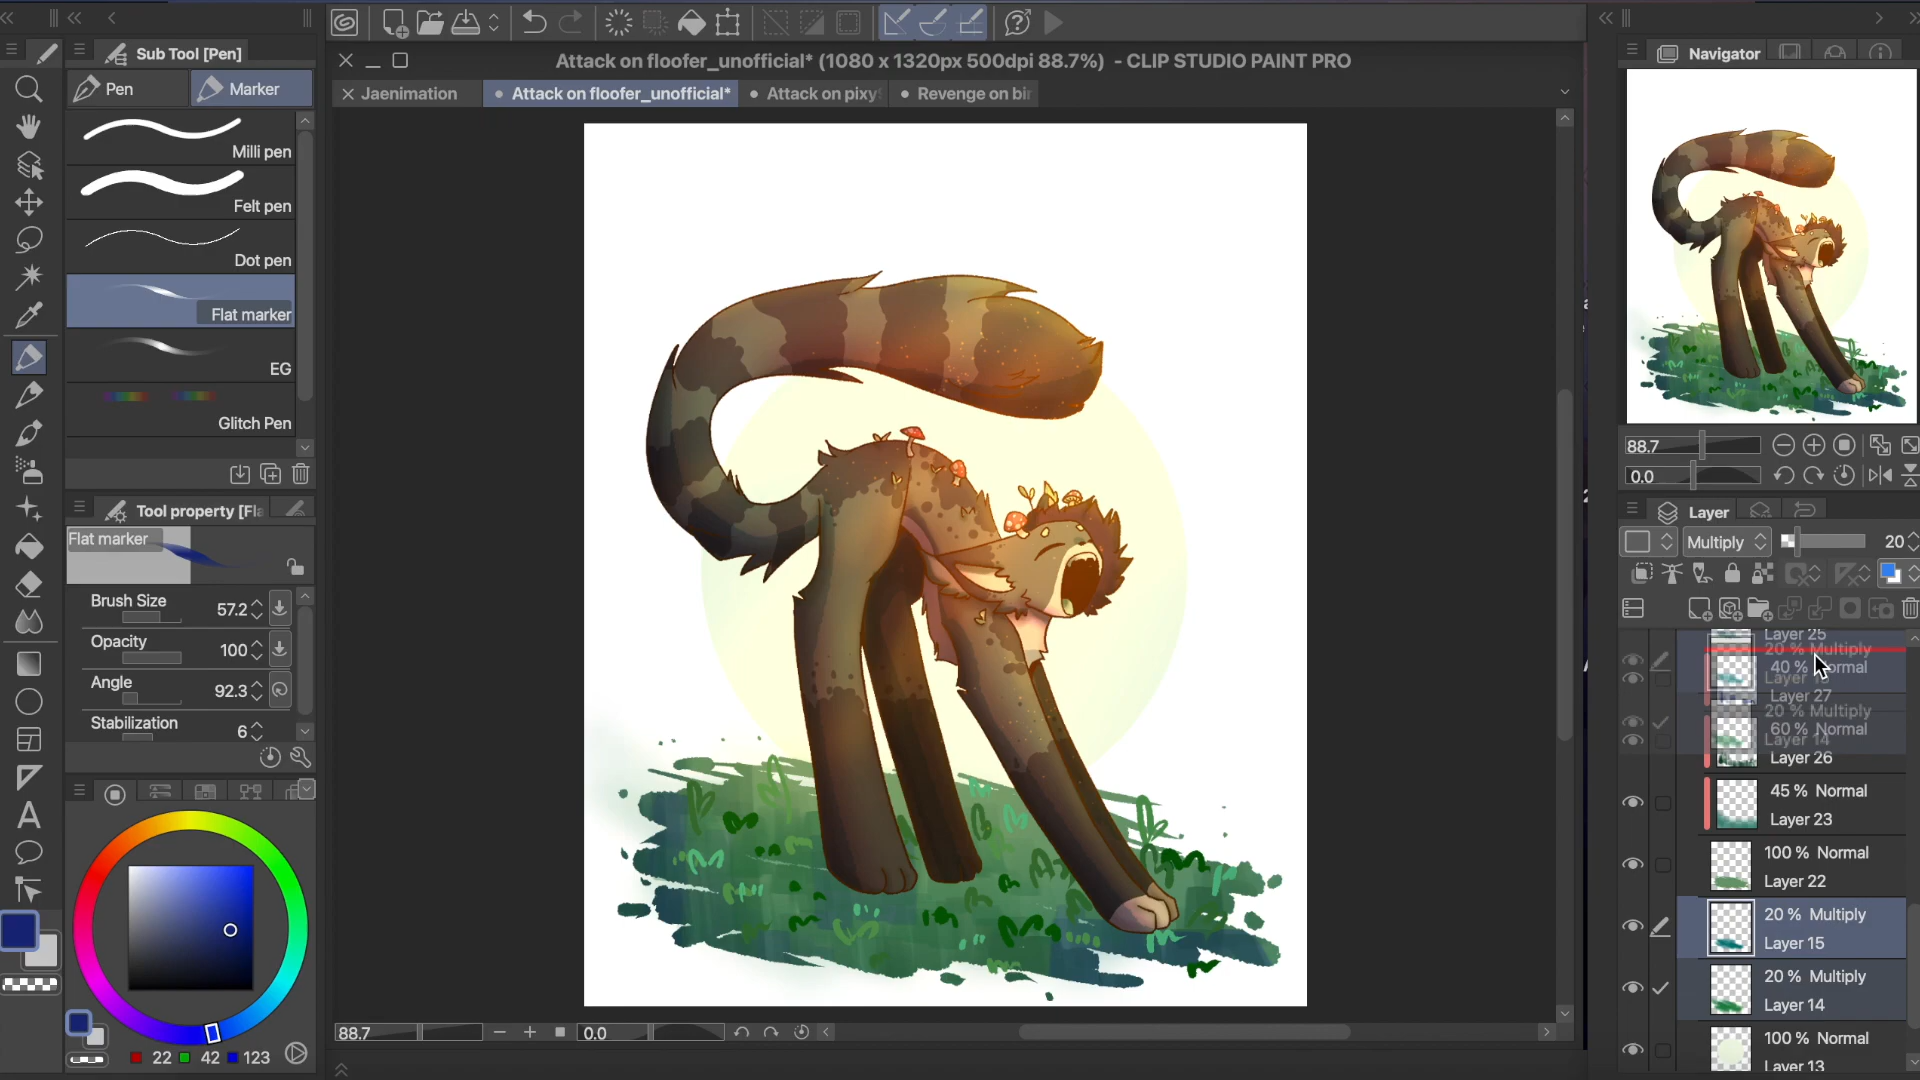 Attack on floofer_unofficial* (1080 x 1320px 500dpi 88.7%) - CLIP STUDIO PAINT PRO
Jaenimation
Attack on floofer_unofficial*
Attack on pixy
Revenge on bir
Sub Tool [Pen]
Pen
Marker
Milli pen
Felt pen
Dot pen
Flat marker
EG
Glitch Pen
Tool property [Fla
Flat marker
Brush Size
57.2
Opacity
100
Angle
92.3
Stabilization
6
22
42
123
88.7
0.0
Navigator
88.7
0.0
Layer
Multiply
20
Layer 25
20 % Multiply
40 % Normal
Layer 15
Layer 27
20 % Multiply
60 % Normal
Layer 14
Layer 26
45 % Normal
Layer 23
100 % Normal
Layer 22
20 % Multiply
Layer 15
20 % Multiply
Layer 14
100 % Normal
Layer 13